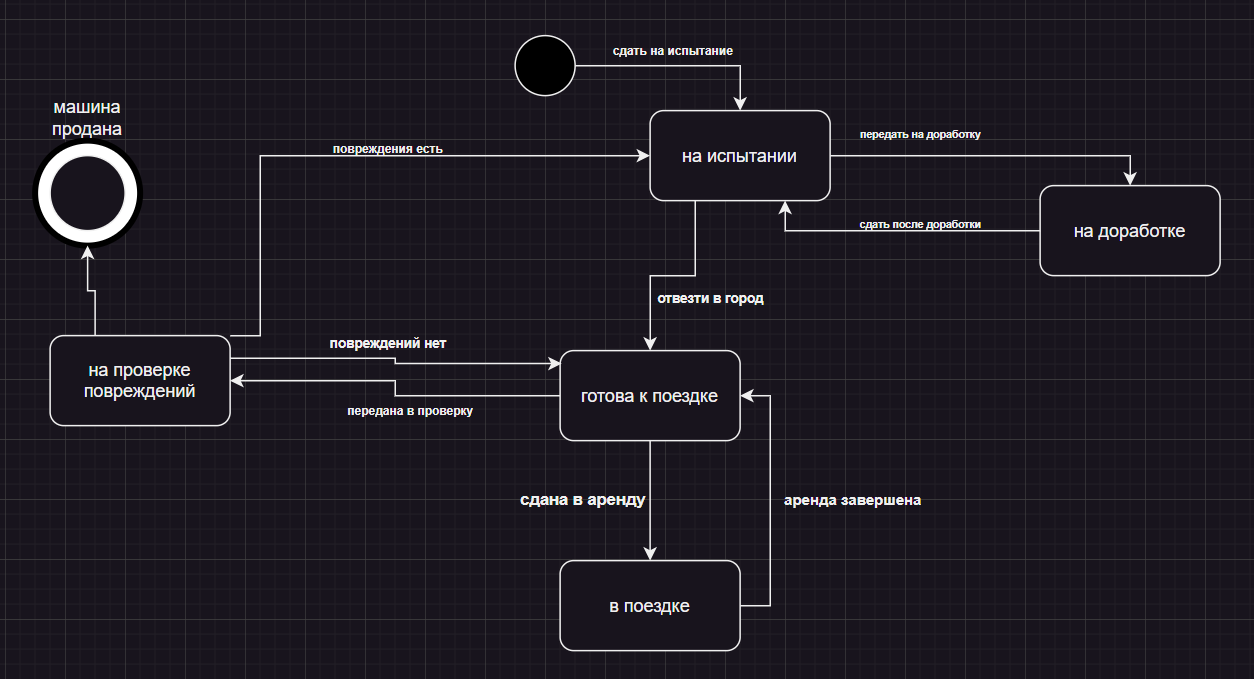 сдать на испытание
машина
продана
передать на доработку
повреждения есть
на испытании
сдать после доработки
на доработке
отвезти в город
повреждений нет
на проверке
повреждений
готова к поездке
передана в проверку
сдана в аренду
аренда завершена
в поездке